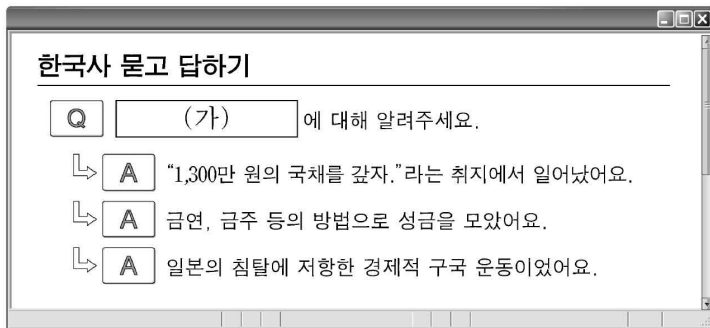 한국사 묻고 답하기
Q (가) 에 대해 알려주세요.
A “1,300만 원의 국채를 갚자.”라는 취지에서 일어났어요.
A 금연, 금주 등의 방법으로 성금을 모았어요.
A 일본의 침탈에 저항한 경제적 구국 운동이었어요.